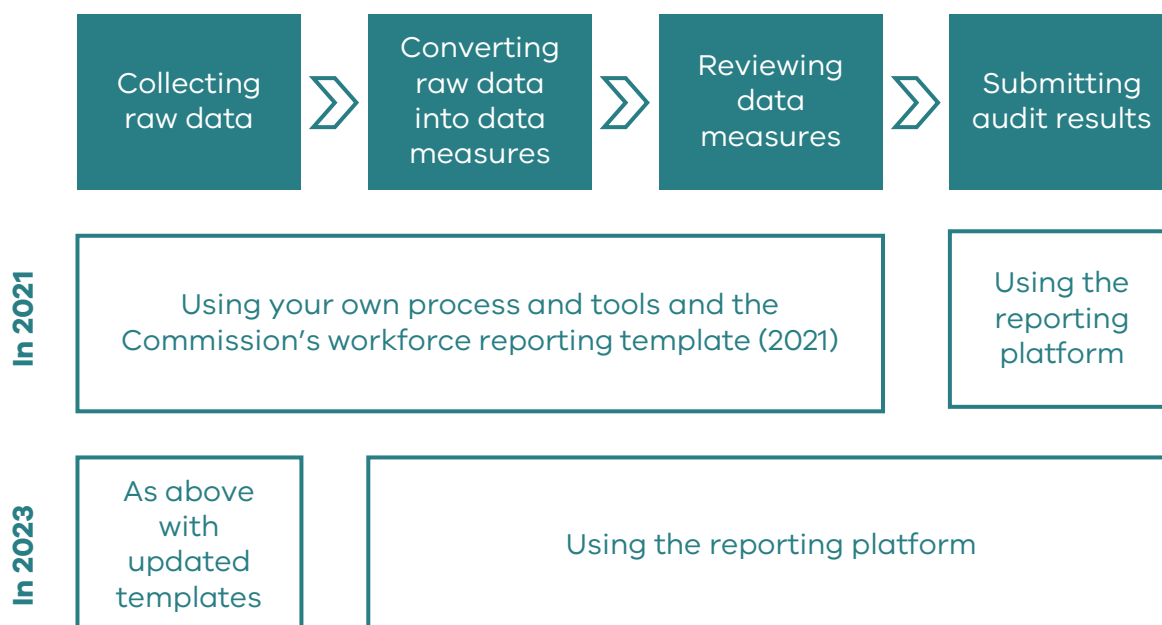 Collecting
raw data
Converting
raw data
into data
measures
Reviewing
data
measures
Submitting
audit results
In 2021
Using your own process and tools and the
Commission’s workforce reporting template (2021)
Using the
reporting
platform
In 2023
As above
with
updated
templates
Using the reporting platform